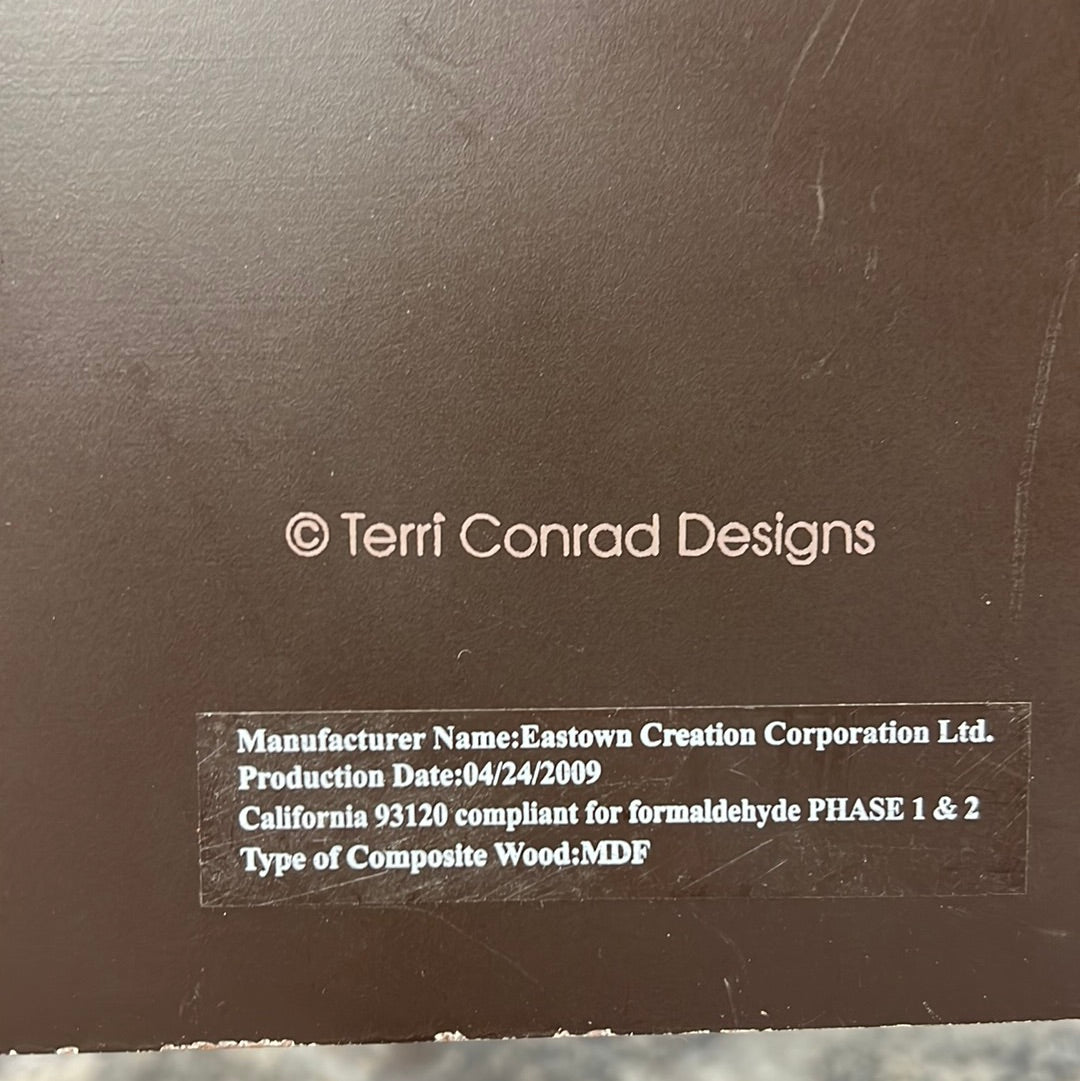 © Terri Conrad Designs
Manufacturer Name:Eastown Creation Corporation Ltd.
Production Date:04/24/2009
California 93120 compliant for formaldehyde PHASE 1 & 2
Type of Composite Wood:MDF